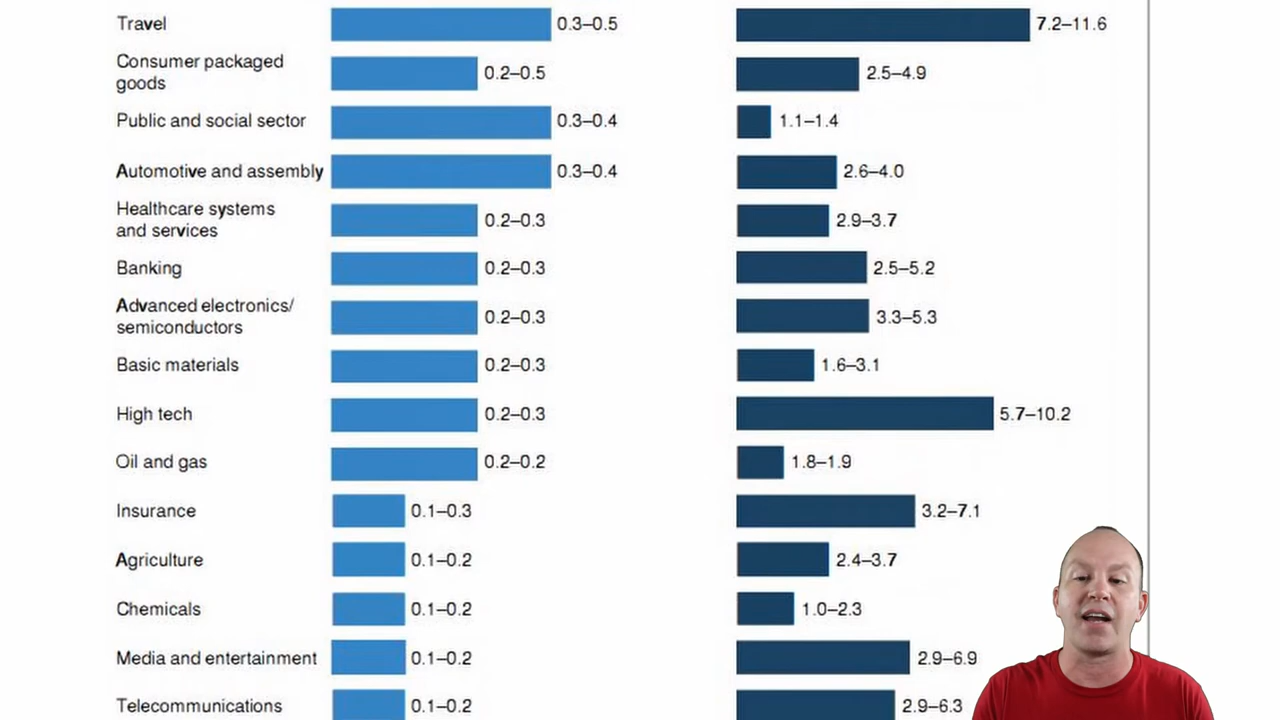 Travel 0.3–0.5 7.2–11.6
Consumer packaged
goods 0.2–0.5 2.5–4.9
Public and social sector 0.3–0.4 1.1–1.4
Automotive and assembly 0.3–0.4 2.6–4.0
Healthcare systems
and services 0.2–0.3 2.9–3.7
Banking 0.2–0.3 2.5–5.2
Advanced electronics/
semiconductors 0.2–0.3 3.3–5.3
Basic materials 0.2–0.3 1.6–3.1
High tech 0.2–0.3 5.7–10.2
Oil and gas 0.2–0.2 1.8–1.9
Insurance 0.1–0.3 3.2–7.1
Agriculture 0.1–0.2 2.4–3.7
Chemicals 0.1–0.2 1.0–2.3
Media and entertainment 0.1–0.2 2.9–6.9
Telecommunications 0.1–0.2 2.9–6.3